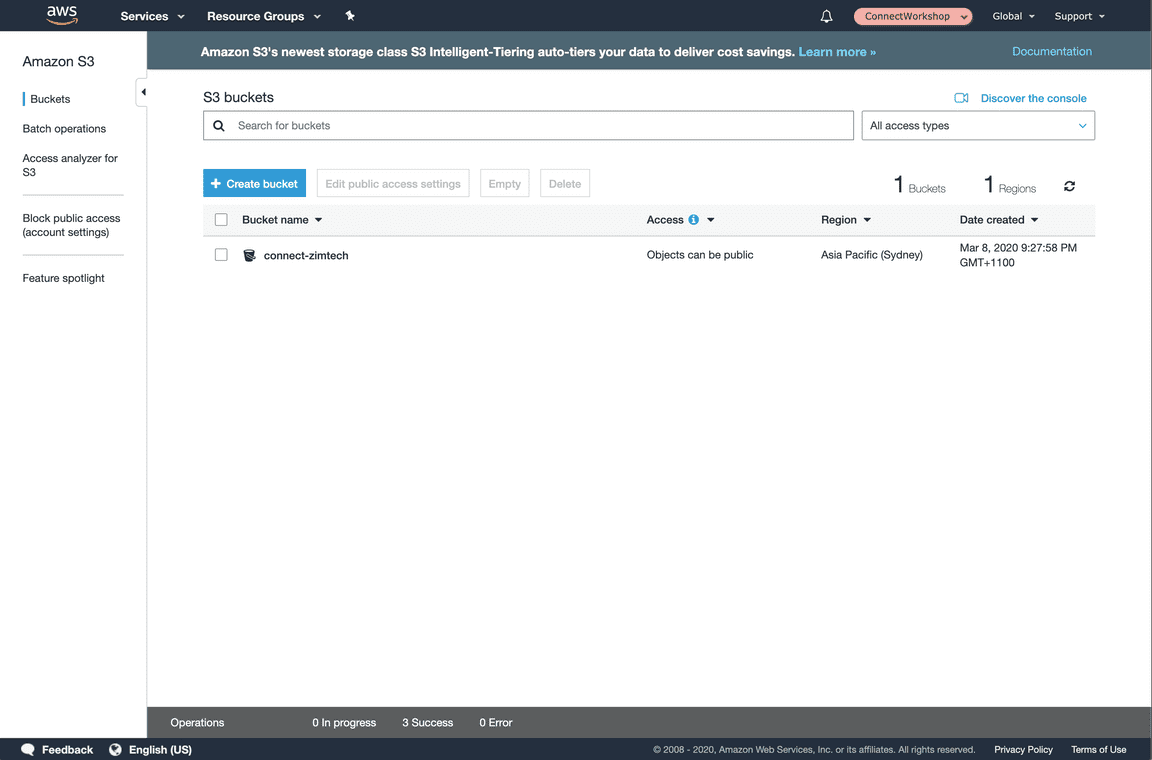 aws
Services
Resource Groups
ConnectWorkshop
Global
Support
Amazon S3
Buckets
Batch operations
Access analyzer for
S3
Block public access
(account settings)
Feature spotlight
Amazon S3's newest storage class S3 Intelligent-Tiering auto-tiers your data to deliver cost savings. Learn more »
Documentation
S3 buckets
Discover the console
Search for buckets
All access types
+ Create bucket
Edit public access settings
Empty
Delete
1 Buckets
1 Regions
Bucket name
Access
Region
Date created
connect-zimtech
Objects can be public
Asia Pacific (Sydney)
Mar 8, 2020 9:27:58 PM
GMT+1100
Operations
0 In progress
3 Success
0 Error
Feedback
English (US)
© 2008 - 2020, Amazon Web Services, Inc. or its affiliates. All rights reserved.
Privacy Policy
Terms of Use